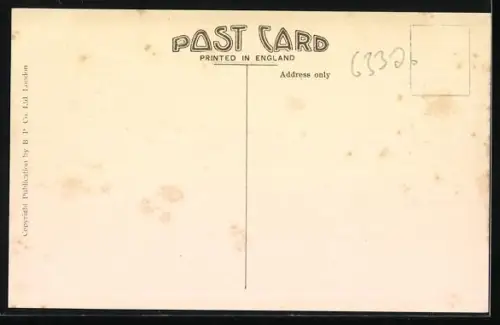 POST CARD
PRINTED IN ENGLAND
Address only
Copyright Publication by B. P. Co. Ltd. London